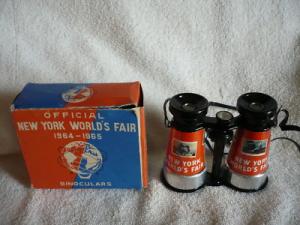 OFFICIAL
NEW YORK WORLD'S FAIR
1964-1965
BINOCULARS
NEW YORK
WORLD'S FAIR
NEW YORK
WORLD'S FAIR